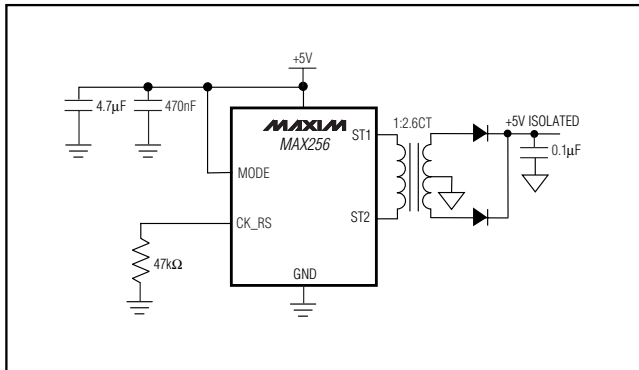 +5V
4.7µF
470nF
MAXIM
MAX256
ST1
1:2.6CT
+5V ISOLATED
0.1µF
MODE
CK_RS
ST2
47kΩ
GND